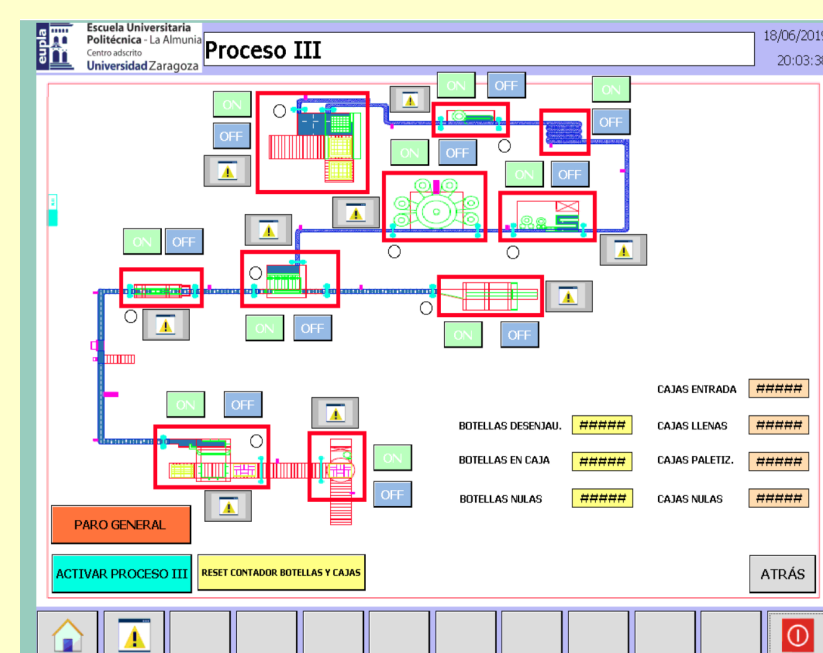 eupla
Escuela Universitaria
Politécnica - La Almunia
Centro adscrito
Universidad Zaragoza
Proceso III
18/06/2019
20:03:38
ON OFF
ON
OFF
ON
OFF
ON OFF
ON OFF
ON OFF
ON OFF
ON OFF
ON OFF
ON
OFF
CAJAS ENTRADA #####
BOTELLAS DESENJAU. ##### CAJAS LLENAS #####
BOTELLAS EN CAJA ##### CAJAS PALETIZ. #####
BOTELLAS NULAS ##### CAJAS NULAS #####
PARO GENERAL
ACTIVAR PROCESO III
RESET CONTADOR BOTELLAS Y CAJAS
ATRÁS